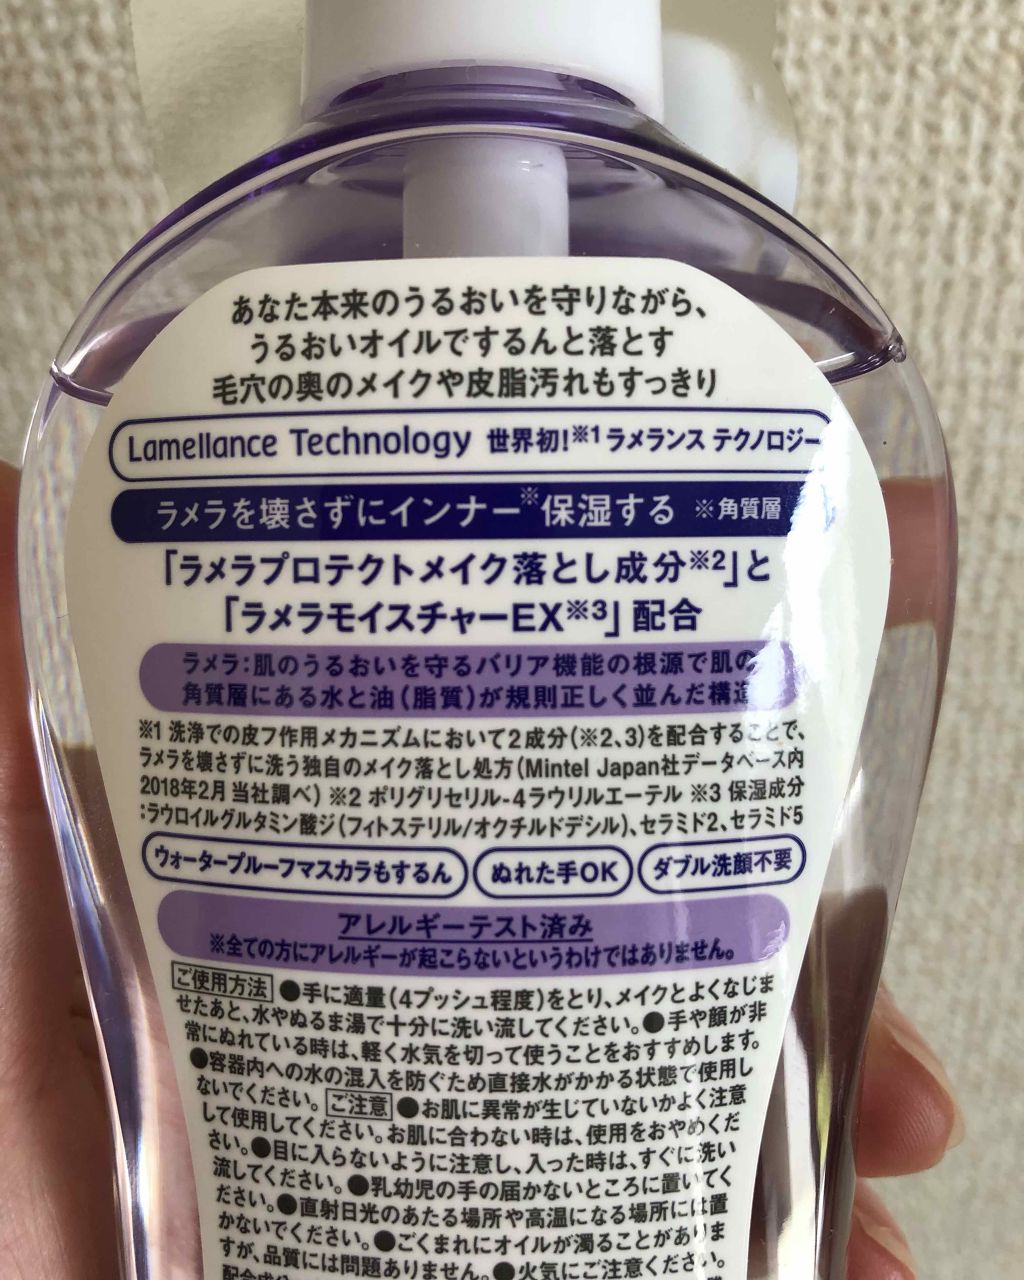 あなた本来のうるおいを守りながら、
うるおいオイルでするんと落とす
毛穴の奥のメイクや皮脂汚れもすっきり
Lamellance Technology 世界初!※1ラメランス テクノロジー
ラメラを壊さずにインナー※保湿する ※角質層
「ラメラプロテクトメイク落とし成分※2」と
「ラメラモイスチャーEX※3」配合
ラメラ:肌のうるおいを守るバリア機能の根源で肌の
角質層にある水と油(脂質)が規則正しく並んだ構造
※1 洗浄での皮フ作用メカニズムにおいて2成分(※2、3)を配合することで、
ラメラを壊さずに洗う独自のメイク落とし処方(Mintel Japan社データベース内
2018年2月当社調べ) ※2 ポリグリセリル-4ラウリルエーテル ※3 保湿成分
:ラウロイルグルタミン酸ジ(フィトステリル/オクチルドデシル)、セラミド2、セラミド5
ウォータープルーフマスカラもするん ぬれた手OK ダブル洗顔不要
アレルギーテスト済み
※全ての方にアレルギーが起こらないというわけではありません。
ご使用方法 ●手に適量(4プッシュ程度)をとり、メイクとよくなじま
せたあと、水やぬるま湯で十分に洗い流してください。●手や顔が非
常にぬれている時は、軽く水気を切って使うことをおすすめします。
●容器内への水の混入を防ぐため直接水がかかる状態で使用し
ないでください。 ご注意 ●お肌に異常が生じていないかよく注意
して使用してください。お肌に合わない時は、使用をおやめくだ
さい。●目に入らないように注意し、入った時は、すぐに洗い
流してください。●乳幼児の手の届かないところに置いてく
ださい。●直射日光のあたる場所や高温になる場所には置
かないでください。●ごくまれにオイルが濁ることがありま
すが、品質には問題ありません。●火気にご注意ください。
配合成分